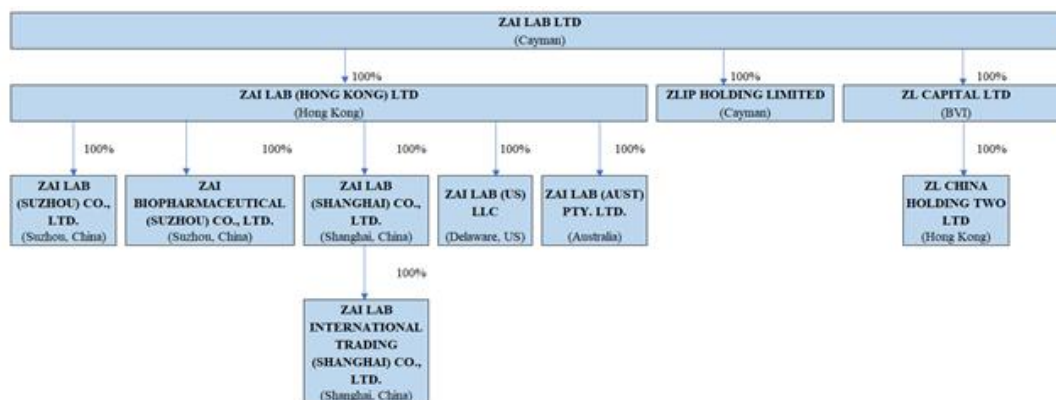 ZAI LAB LTD
(Cayman)
100%
100%
100%
ZAI LAB (HONG KONG) LTD
(Hong Kong)
ZLIP HOLDING LIMITED
(Cayman)
ZL CAPITAL LTD
(BVI)
100%
100%
100%
100%
100%
100%
ZAI LAB
(SUZHOU) CO.,
LTD.
(Suzhou, China)
ZAI
BIOPHARMACEUTICAL
(SUZHOU) CO., LTD.
(Suzhou, China)
ZAI LAB
(SHANGHAI) CO.,
LTD.
(Shanghai, China)
ZAI LAB (US)
LLC
(Delaware, US)
ZAI LAB (AUST)
PTY. LTD.
(Australia)
ZL CHINA
HOLDING TWO
LTD
(Hong Kong)
100%
ZAI LAB
INTERNATIONAL
TRADING
(SHANGHAI) CO.,
LTD.
(Shanghai, China)